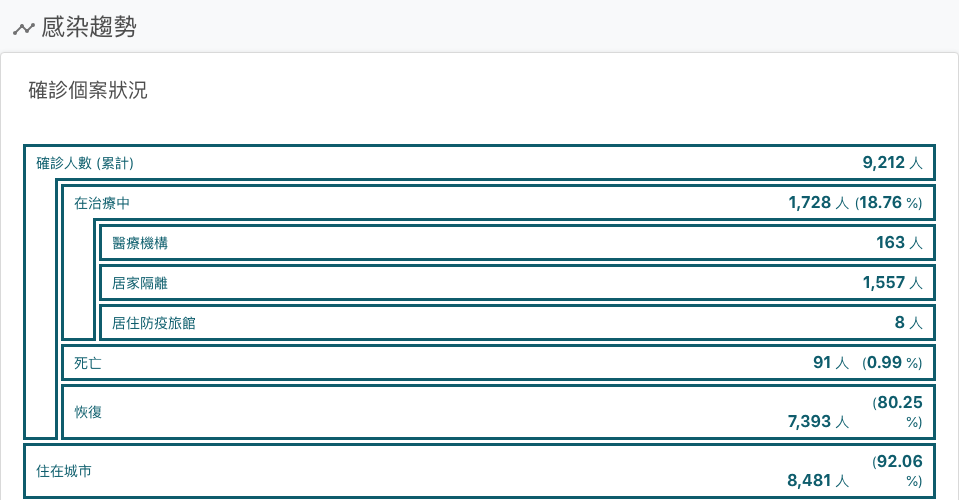 感染趨勢
確診個案狀況
確診人數 (累計) 9,212 人
在治療中 1,728 人 (18.76 %)
醫療機構 163 人
居家隔離 1,557 人
居住防疫旅館 8 人
死亡 91 人 (0.99 %)
恢復 7,393 人 (80.25 %)
住在城市 8,481 人 (92.06 %)